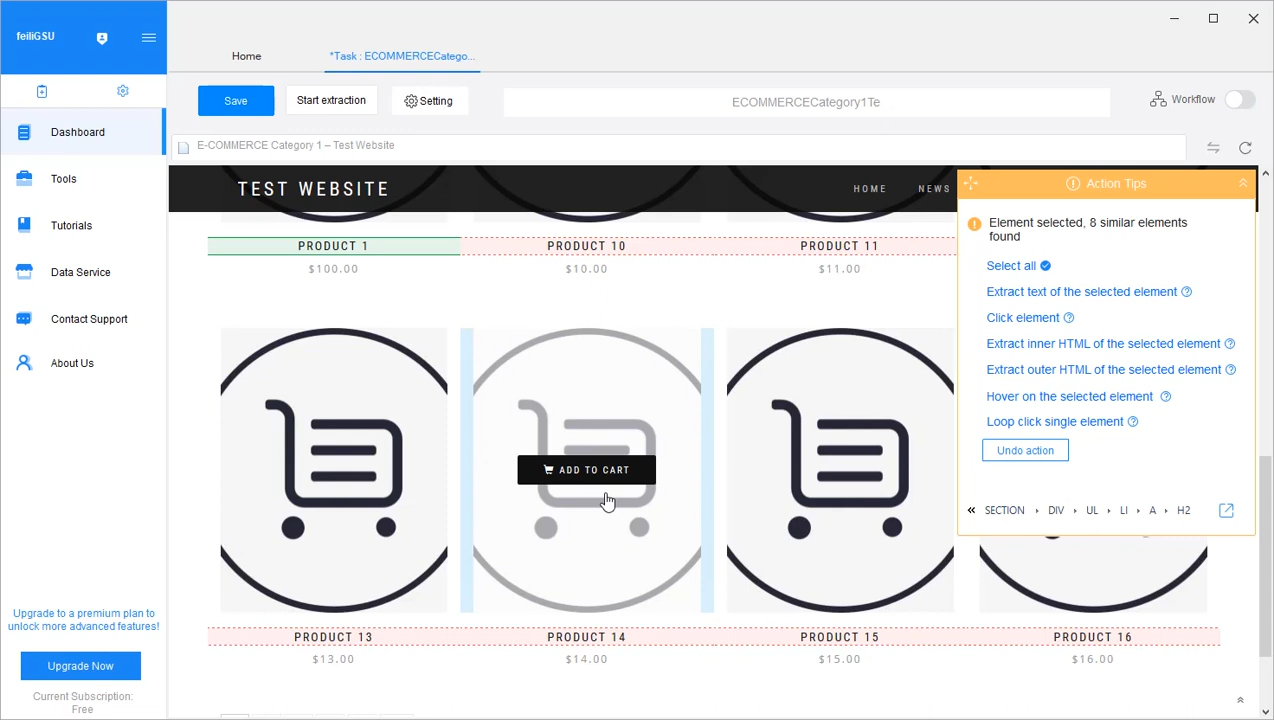 feiliGSU
Home
*Task : ECOMMERCECatego...
Save
Start extraction
Setting
ECOMMERCECategory1Te
Workflow
Dashboard
E-COMMERCE Category 1 – Test Website
Tools
Tutorials
Data Service
Contact Support
About Us
TEST WEBSITE
HOME
NEWS
Action Tips
Element selected, 8 similar elements
found
Select all
Extract text of the selected element
Click element
Extract inner HTML of the selected element
Extract outer HTML of the selected element
Hover on the selected element
Loop click single element
Undo action
« SECTION DIV UL LI A H2
PRODUCT 1
PRODUCT 10
PRODUCT 11
$100.00
$10.00
$11.00
ADD TO CART
PRODUCT 13
PRODUCT 14
PRODUCT 15
PRODUCT 16
$13.00
$14.00
$15.00
$16.00
Upgrade to a premium plan to
unlock more advanced features!
Upgrade Now
Current Subscription:
Free